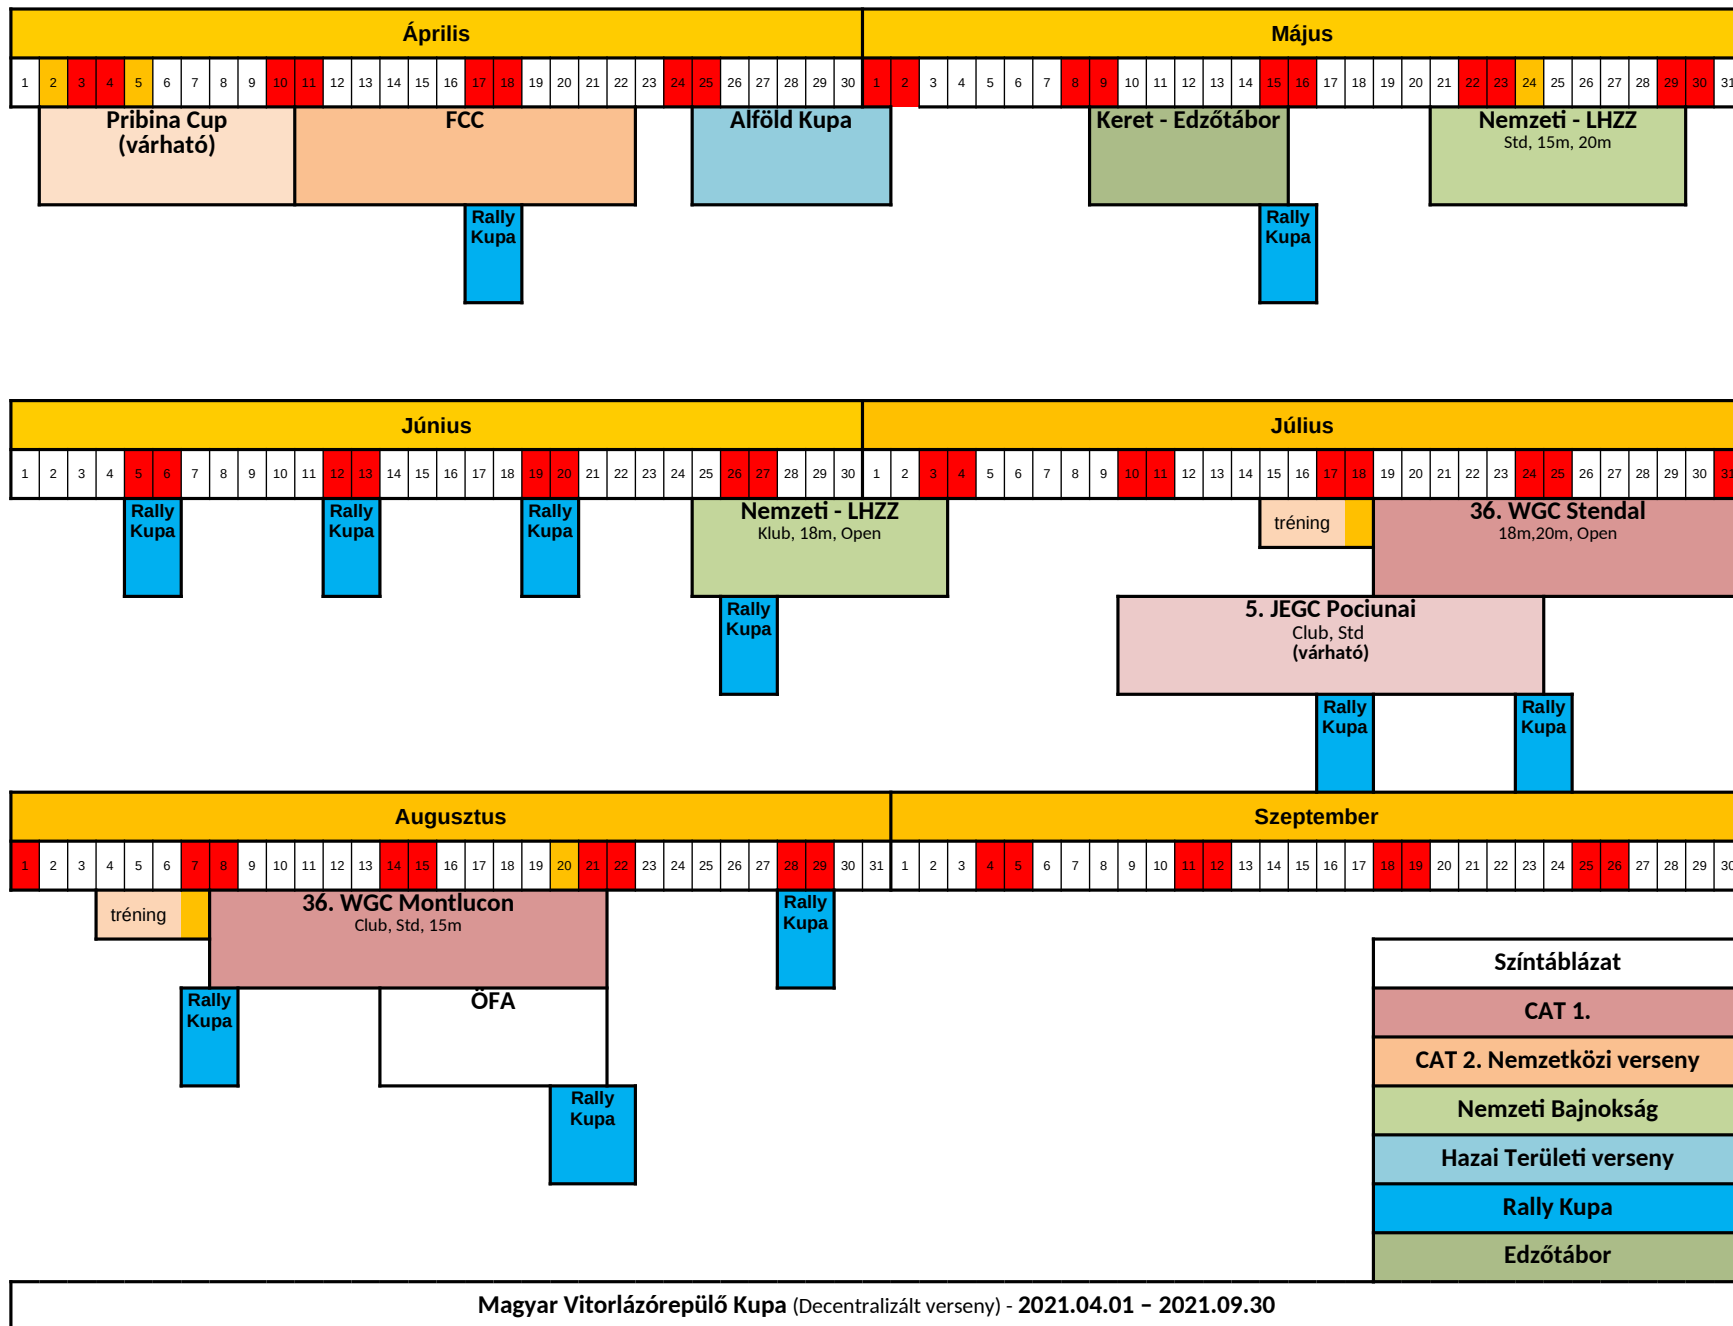 Április Május
1 2 3 4 5 6 7 8 9 10 11 12 13 14 15 16 17 18 19 20 21 22 23 24 25 26 27 28 29 30 1 2 3 4 5 6 7 8 9 10 11 12 13 14 15 16 17 18 19 20 21 22 23 24 25 26 27 28 29 30 31
Pribina Cup FCC Alföld Kupa Keret - Edzőtábor Nemzeti - LHZZ
(várható) Std, 15m, 20m
Rally Rally
Kupa Kupa
Június Július
1 2 3 4 5 6 7 8 9 10 11 12 13 14 15 16 17 18 19 20 21 22 23 24 25 26 27 28 29 30 1 2 3 4 5 6 7 8 9 10 11 12 13 14 15 16 17 18 19 20 21 22 23 24 25 26 27 28 29 30 31
Rally Rally Rally Nemzeti - LHZZ tréning 36. WGC Stendal
Kupa Kupa Kupa Klub, 18m, Open 18m,20m, Open
Rally 5. JEGC Pociunai
Kupa Club, Std
(várható)
Rally Rally
Kupa Kupa
Augusztus Szeptember
1 2 3 4 5 6 7 8 9 10 11 12 13 14 15 16 17 18 19 20 21 22 23 24 25 26 27 28 29 30 31 1 2 3 4 5 6 7 8 9 10 11 12 13 14 15 16 17 18 19 20 21 22 23 24 25 26 27 28 29 30
tréning 36. WGC Montlucon Rally
Club, Std, 15m Kupa
Színtáblázat
Rally ÖFA CAT 1.
Kupa
CAT 2. Nemzetközi verseny
Rally Nemzeti Bajnokság
Kupa
Hazai Területi verseny
Rally Kupa
Edzőtábor
Magyar Vitorlázórepülő Kupa (Decentralizált verseny) - 2021.04.01 – 2021.09.30